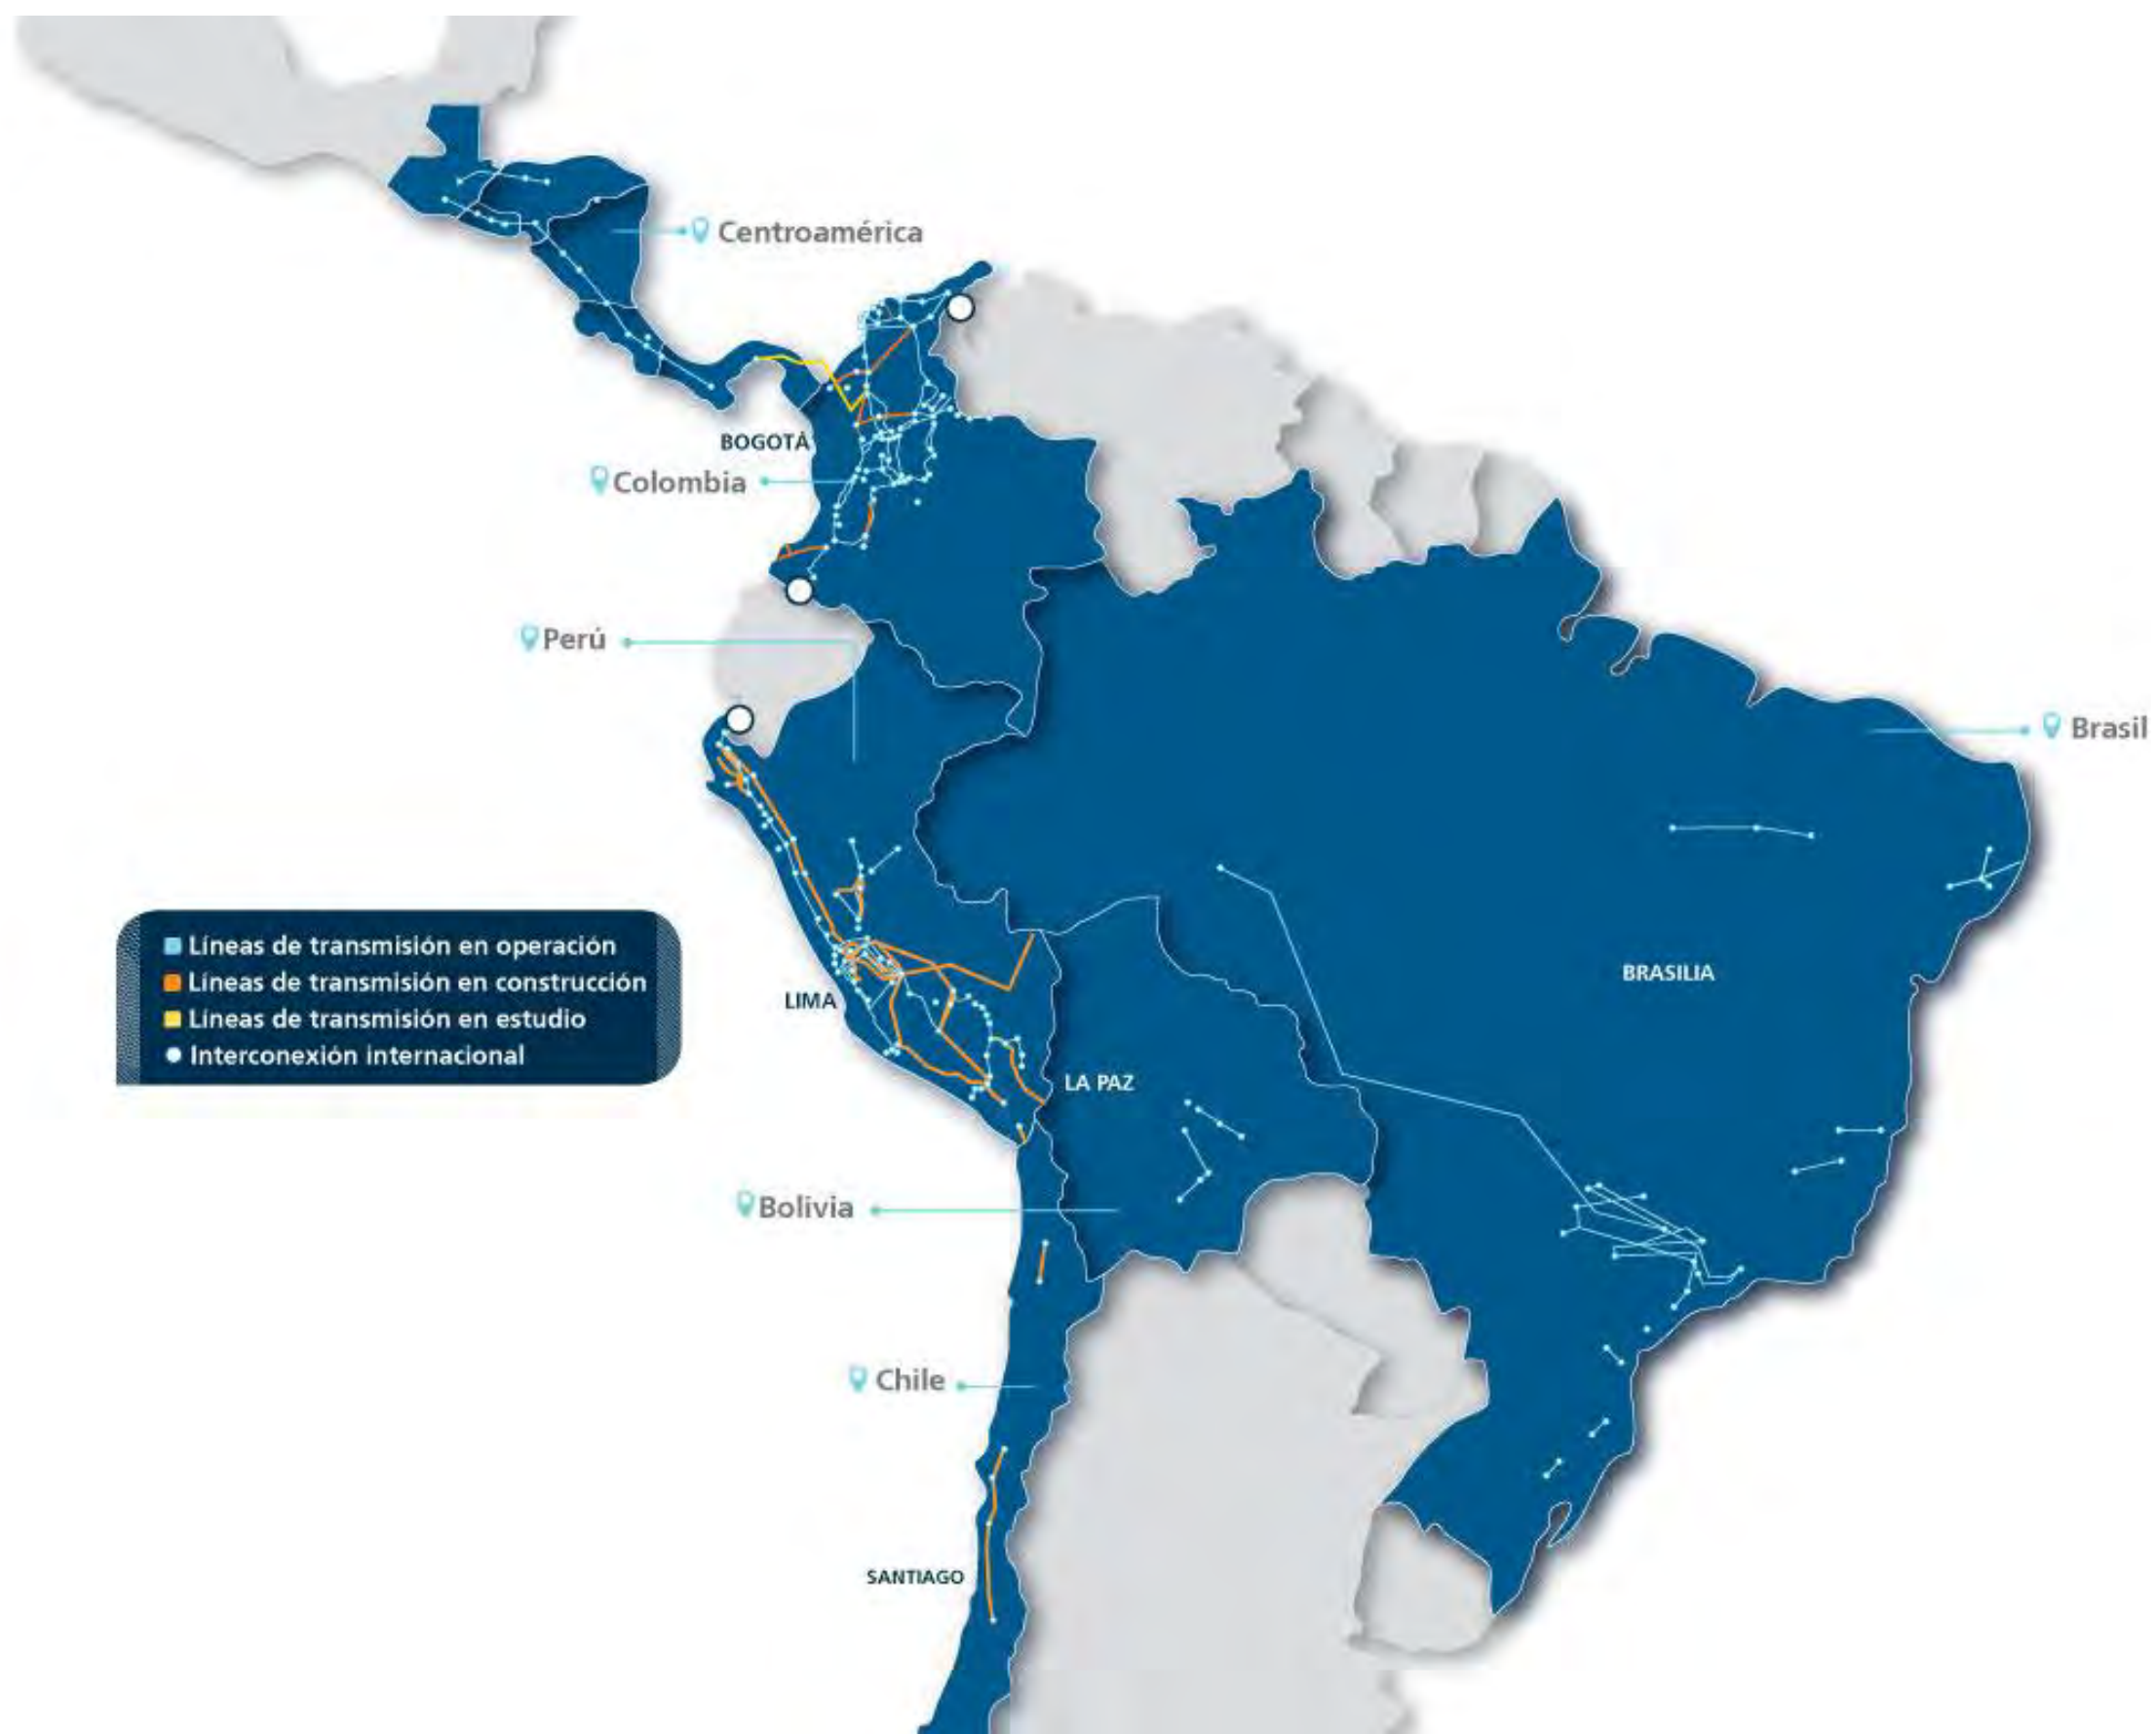 Centroamérica
BOGOTÁ
Colombia
Perú
Brasil
Líneas de transmisión en operación
Líneas de transmisión en construcción
Líneas de transmisión en estudio
Interconexión internacional
BRASILIA
LIMA
LA PAZ
Bolivia
Chile
SANTIAGO